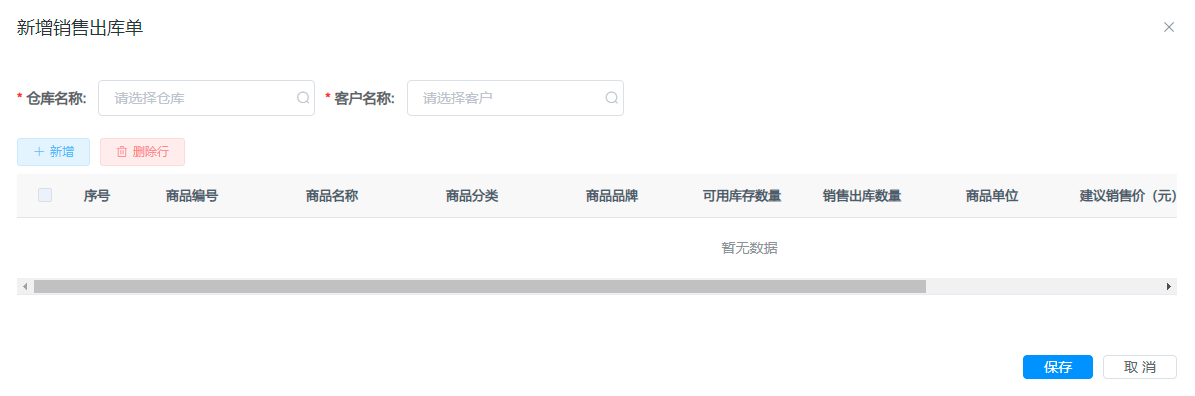 新增销售出库单
* 仓库名称: 请选择仓库 * 客户名称: 请选择客户
新增 删除行
序号 商品编号 商品名称 商品分类 商品品牌 可用库存数量 销售出库数量 商品单位 建议销售价（元）
暂无数据
保存 取 消